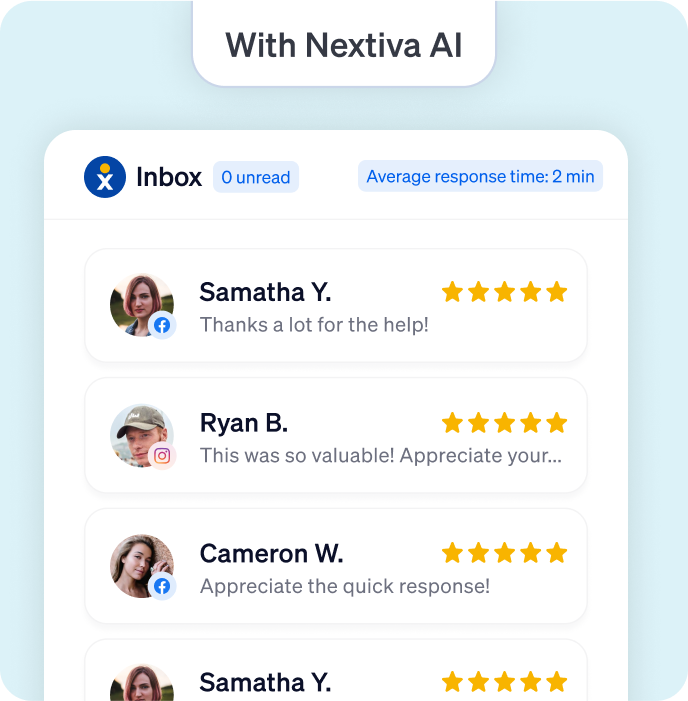 With Nextiva AI
Inbox 0 unread Average response time: 2 min
Samatha Y.
Thanks a lot for the help!
Ryan B.
This was so valuable! Appreciate your...
Cameron W.
Appreciate the quick response!
Samatha Y.